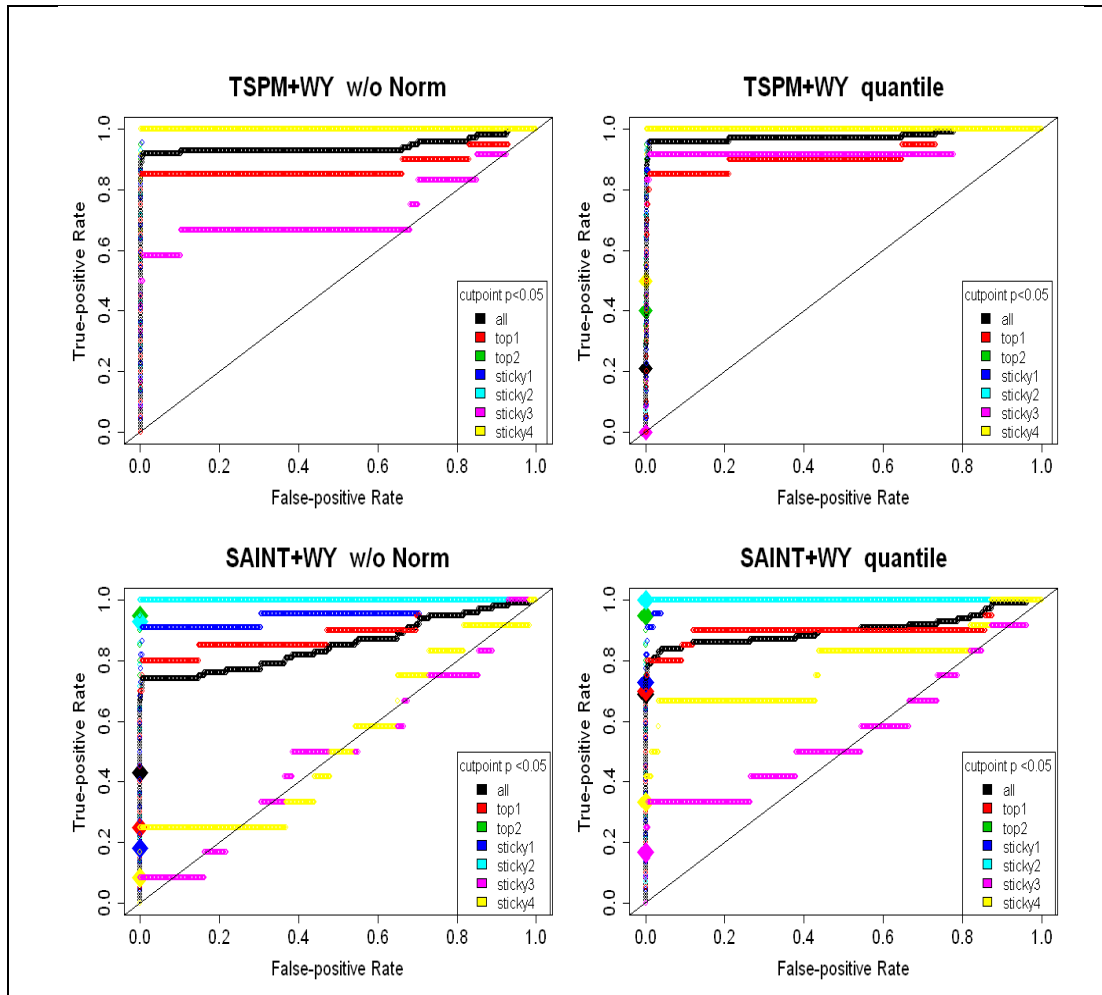 TSPM+WY w/o Norm
True-positive Rate
0.0 0.2 0.4 0.6 0.8 1.0
cutpoint p<0.05
all
top1
top2
sticky1
sticky2
sticky3
sticky4
0.0 0.2 0.4 0.6 0.8 1.0
False-positive Rate
TSPM+WY quantile
True-positive Rate
0.0 0.2 0.4 0.6 0.8 1.0
cutpoint p<0.05
all
top1
top2
sticky1
sticky2
sticky3
sticky4
0.0 0.2 0.4 0.6 0.8 1.0
False-positive Rate
SAINT+WY w/o Norm
True-positive Rate
0.0 0.2 0.4 0.6 0.8 1.0
cutpoint p <0.05
all
top1
top2
sticky1
sticky2
sticky3
sticky4
0.0 0.2 0.4 0.6 0.8 1.0
False-positive Rate
SAINT+WY quantile
True-positive Rate
0.0 0.2 0.4 0.6 0.8 1.0
cutpoint p <0.05
all
top1
top2
sticky1
sticky2
sticky3
sticky4
0.0 0.2 0.4 0.6 0.8 1.0
False-positive Rate